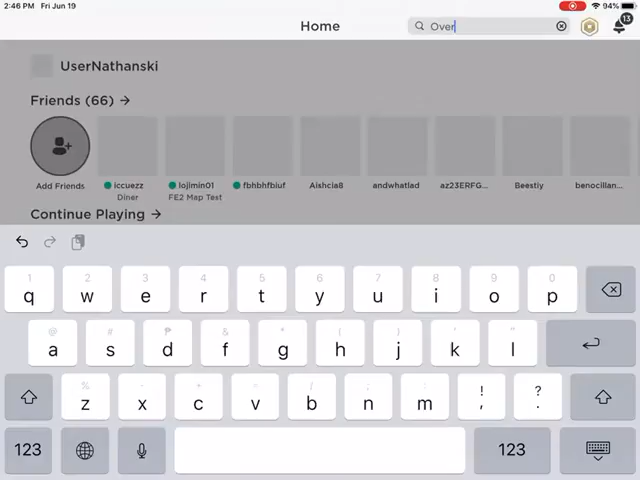 2:46 PM Fri Jun 19 94%
Home Over 13
UserNathanski
Friends (66) →
Add Friends iccuezz lojimin01 fbhbhfbiuf Aishcia8 andwhatlad az23ERFG... Beestiy benocillan...
Diner FE2 Map Test
Continue Playing →
1 2 3 4 5 6 7 8 9 0
q w e r t y u i o p
@ # ₱ & * ( ) ' "
a s d f g h j k l
% - + = / ; : ! ?
z x c v b n m , .
123 123